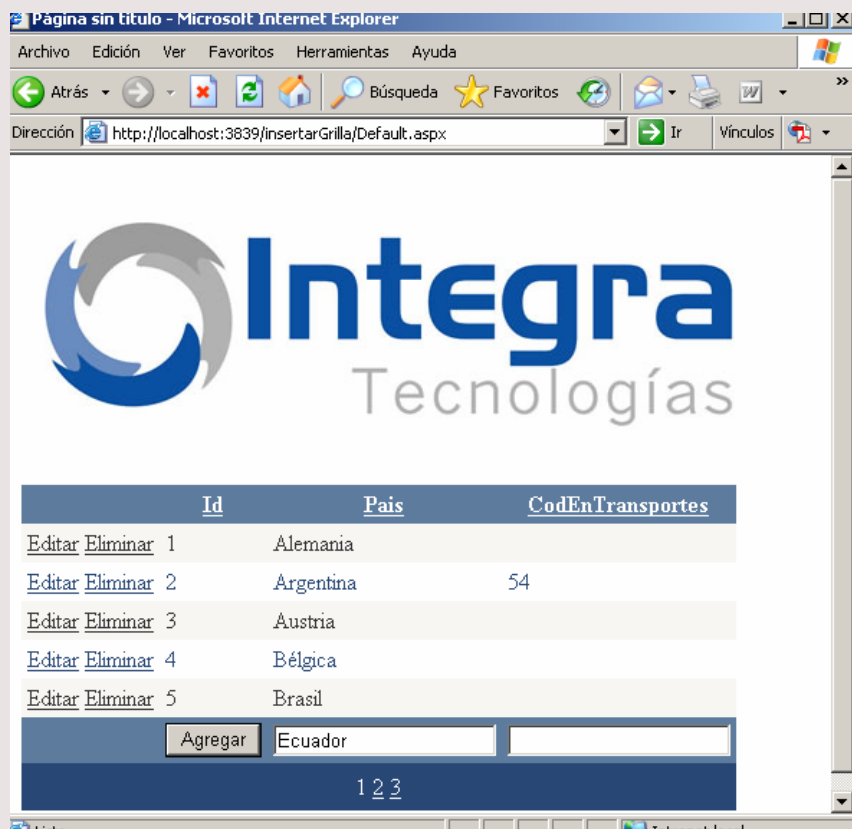 Página sin título - Microsoft Internet Explorer
Archivo Edición Ver Favoritos Herramientas Ayuda
Atrás Búsqueda Favoritos W »
Dirección http://localhost:3839/insertarGrilla/Default.aspx Ir Vínculos
Integra
Tecnologías
Id Pais CodEnTransportes
Editar Eliminar 1 Alemania
Editar Eliminar 2 Argentina 54
Editar Eliminar 3 Austria
Editar Eliminar 4 Bélgica
Editar Eliminar 5 Brasil
Agregar Ecuador
1 2 3